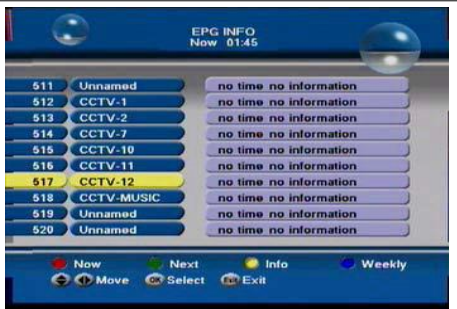 EPG INFO
Now 01:45
511 Unnamed no time no information
512 CCTV-1 no time no information
513 CCTV-2 no time no information
514 CCTV-7 no time no information
515 CCTV-10 no time no information
516 CCTV-11 no time no information
517 CCTV-12 no time no information
518 CCTV-MUSIC no time no information
519 Unnamed no time no information
520 Unnamed no time no information
Now Next Info Weekly
Move OK Select Exit Exit